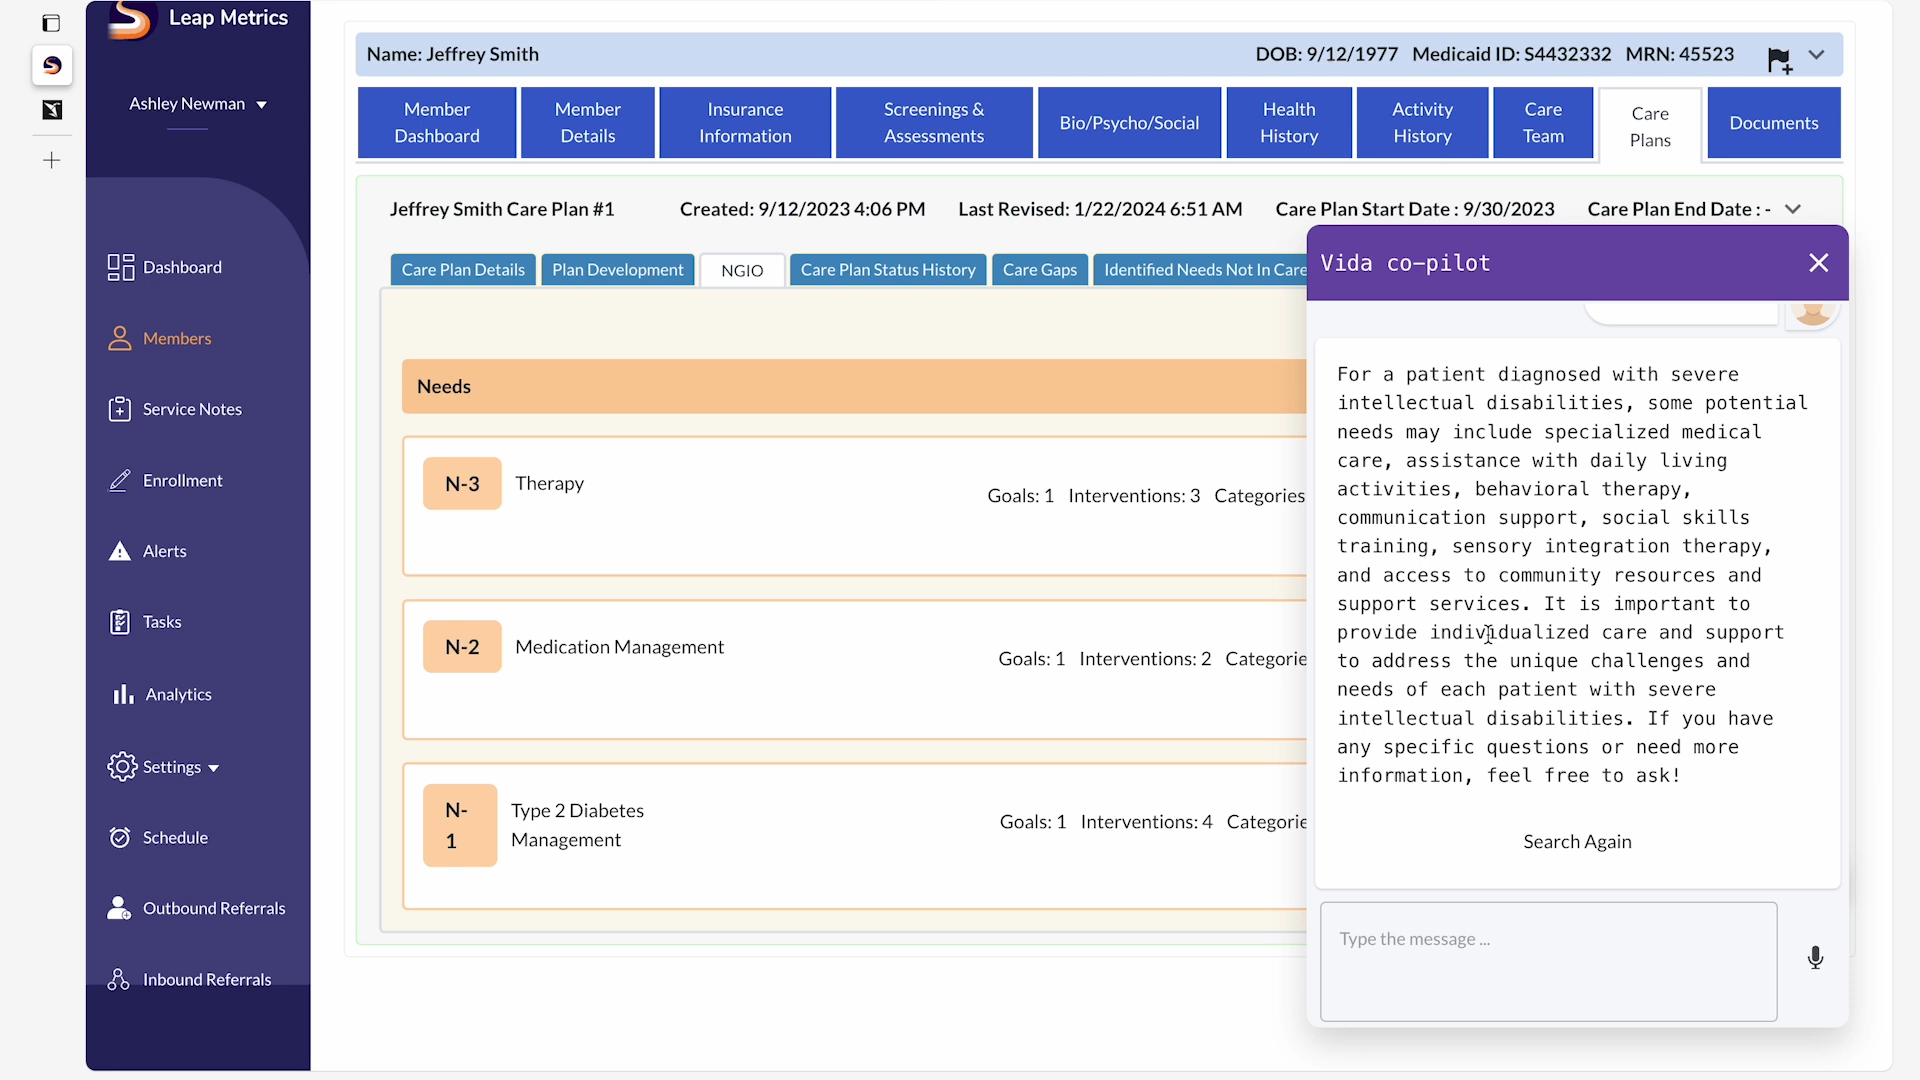 Leap Metrics
Ashley Newman
Dashboard
Members
Service Notes
Enrollment
Alerts
Tasks
Analytics
Settings
Schedule
Outbound Referrals
Inbound Referrals
Name: Jeffrey Smith DOB: 9/12/1977 Medicaid ID: S4432332 MRN: 45523
Member
Dashboard
Member
Details
Insurance
Information
Screenings &
Assessments
Bio/Psycho/Social
Health
History
Activity
History
Care
Team
Care
Plans
Documents
Jeffrey Smith Care Plan #1 Created: 9/12/2023 4:06 PM Last Revised: 1/22/2024 6:51 AM Care Plan Start Date : 9/30/2023 Care Plan End Date : -
Care Plan Details Plan Development NGIO Care Plan Status History Care Gaps Identified Needs Not In Care
Needs
N-3 Therapy Goals: 1 Interventions: 3 Categories
N-2 Medication Management Goals: 1 Interventions: 2 Categorie
N-
1
Type 2 Diabetes
Management
Goals: 1 Interventions: 4 Categorie
Vida co-pilot
For a patient diagnosed with severe
intellectual disabilities, some potential
needs may include specialized medical
care, assistance with daily living
activities, behavioral therapy,
communication support, social skills
training, sensory integration therapy,
and access to community resources and
support services. It is important to
provide individualized care and support
to address the unique challenges and
needs of each patient with severe
intellectual disabilities. If you have
any specific questions or need more
information, feel free to ask!
Search Again
Type the message ...